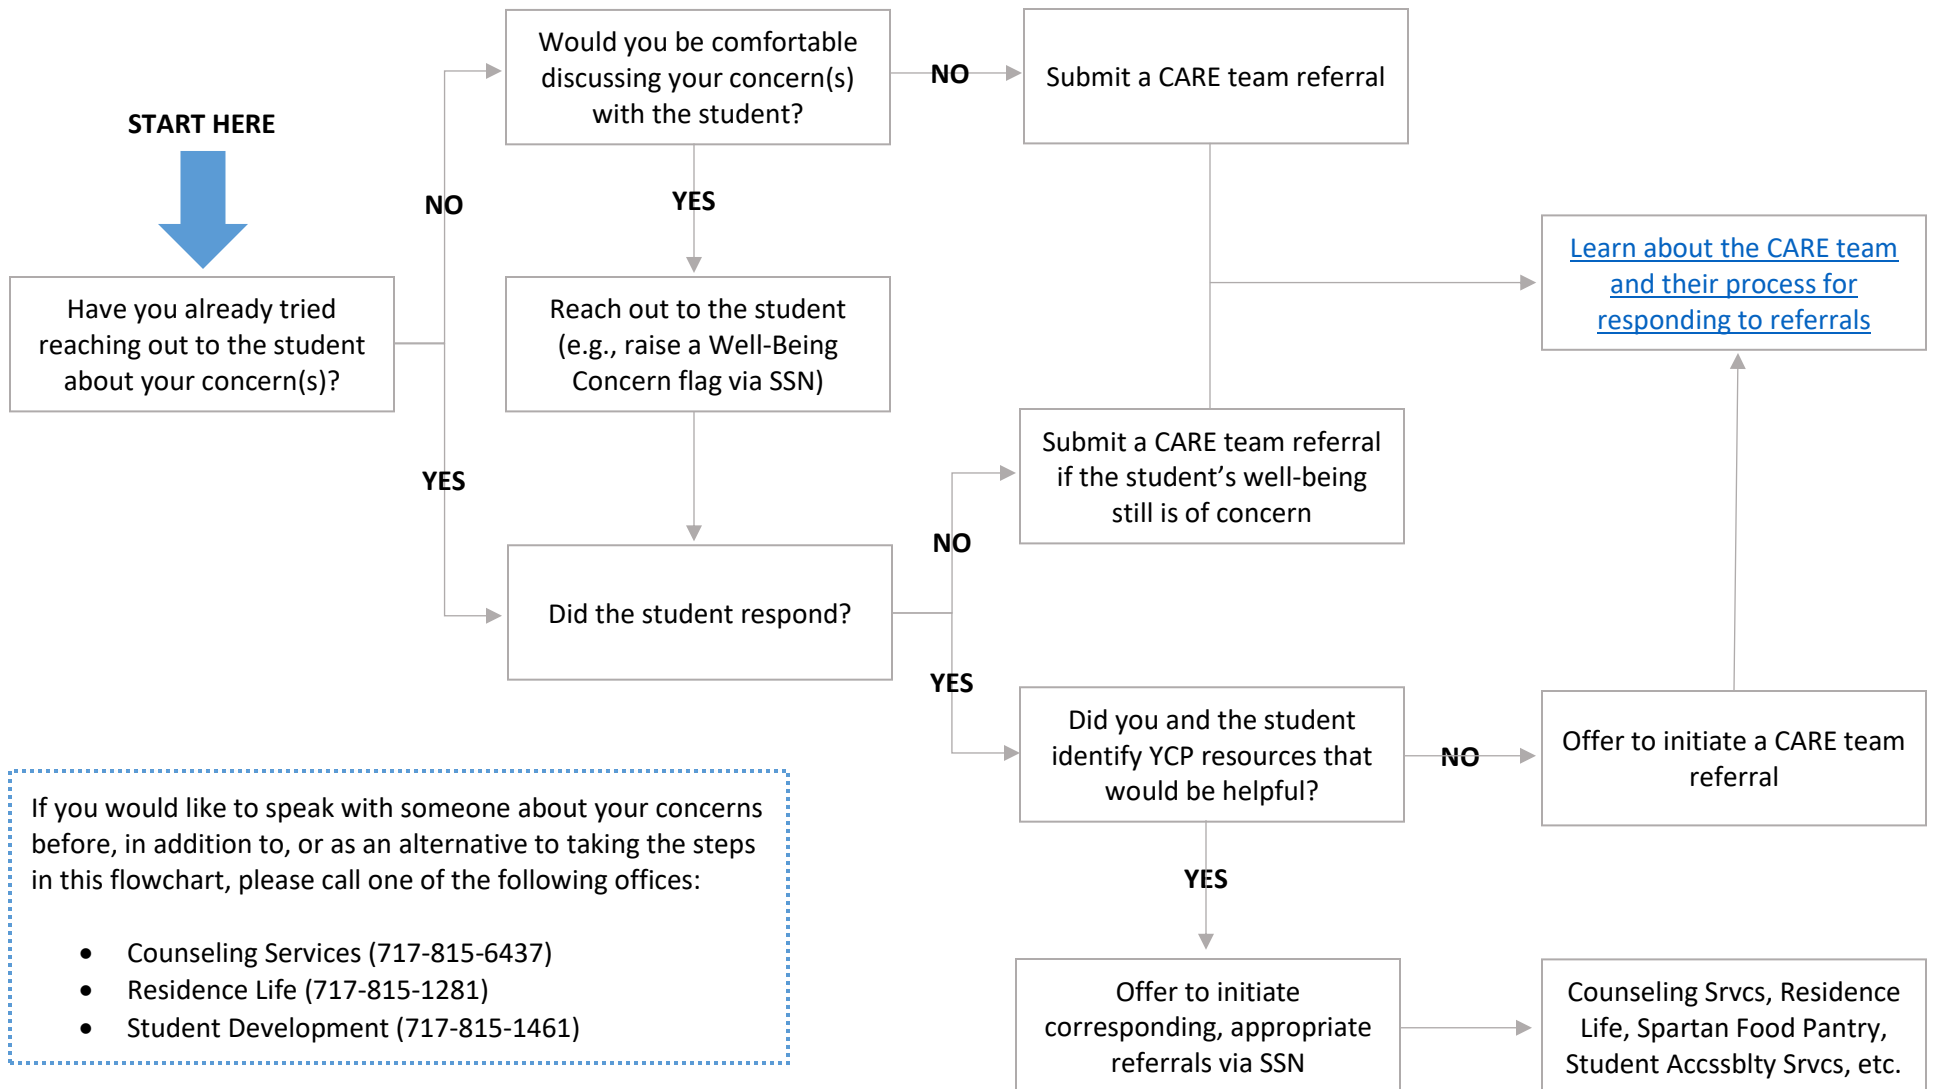 START HERE
Have you already tried
reaching out to the student
about your concern(s)?
NO
YES
Would you be comfortable
discussing your concern(s)
with the student?
NO
YES
Submit a CARE team referral
Reach out to the student
(e.g., raise a Well-Being
Concern flag via SSN)
Learn about the CARE team
and their process for
responding to referrals
Did the student respond?
NO
YES
Submit a CARE team referral
if the student’s well-being
still is of concern
Did you and the student
identify YCP resources that
would be helpful?
NO
YES
Offer to initiate a CARE team
referral
Offer to initiate
corresponding, appropriate
referrals via SSN
Counseling Srvcs, Residence
Life, Spartan Food Pantry,
Student Accssblty Srvcs, etc.
If you would like to speak with someone about your concerns
before, in addition to, or as an alternative to taking the steps
in this flowchart, please call one of the following offices:
• Counseling Services (717-815-6437)
• Residence Life (717-815-1281)
• Student Development (717-815-1461)